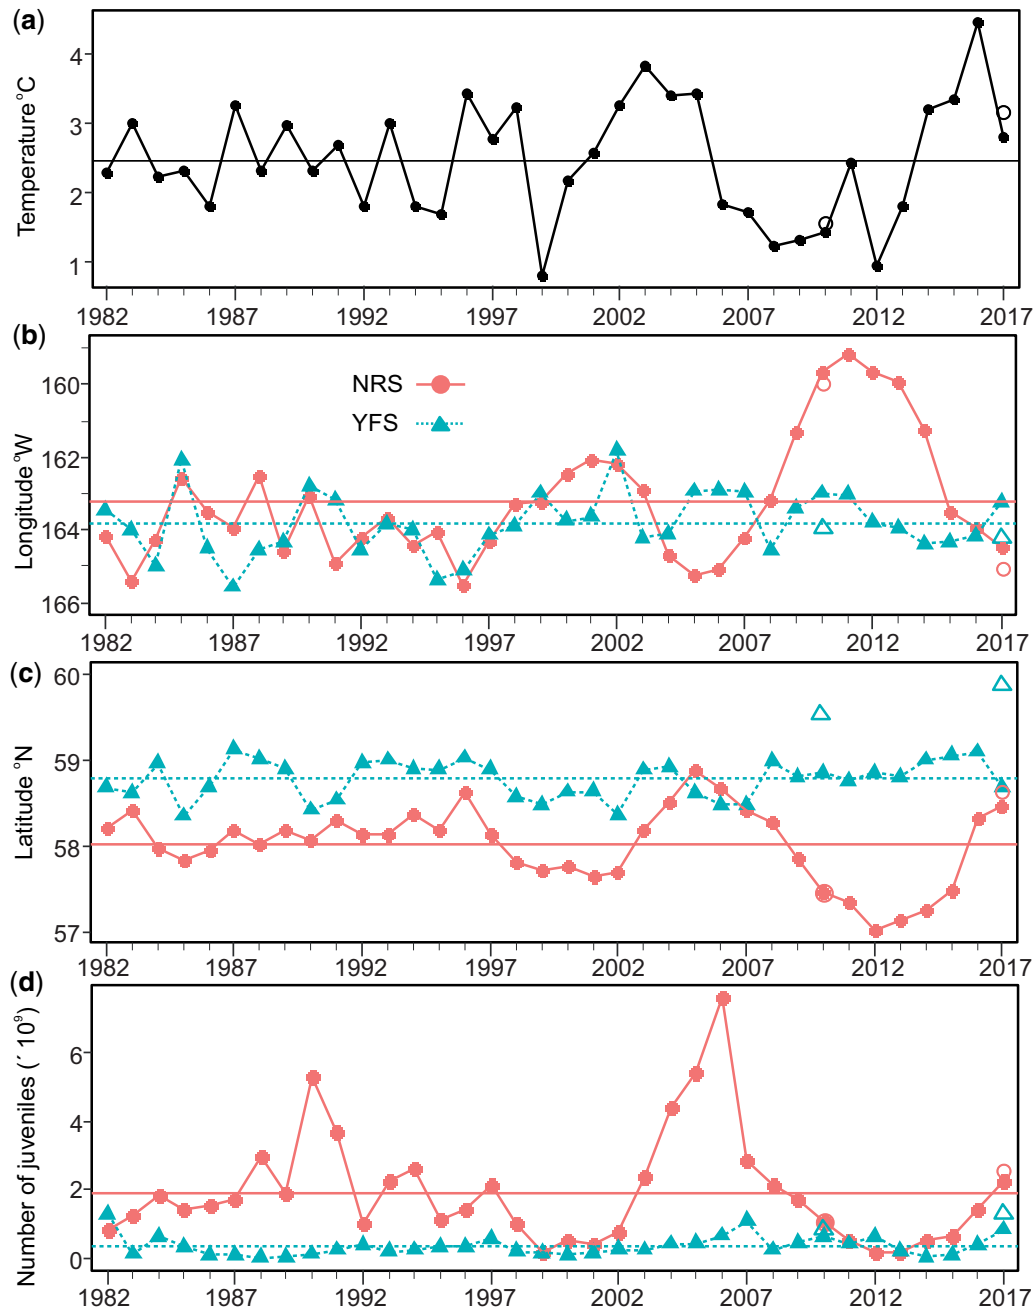 (a)
Temperature °C
4
3
2
1
1982 1987 1992 1997 2002 2007 2012 2017
(b)
Longitude °W
160
162
164
166
NRS
YFS
1982 1987 1992 1997 2002 2007 2012 2017
(c)
Latitude °N
60
59
58
57
1982 1987 1992 1997 2002 2007 2012 2017
(d)
Number of juveniles (´ 10⁹)
6
4
2
0
1982 1987 1992 1997 2002 2007 2012 2017